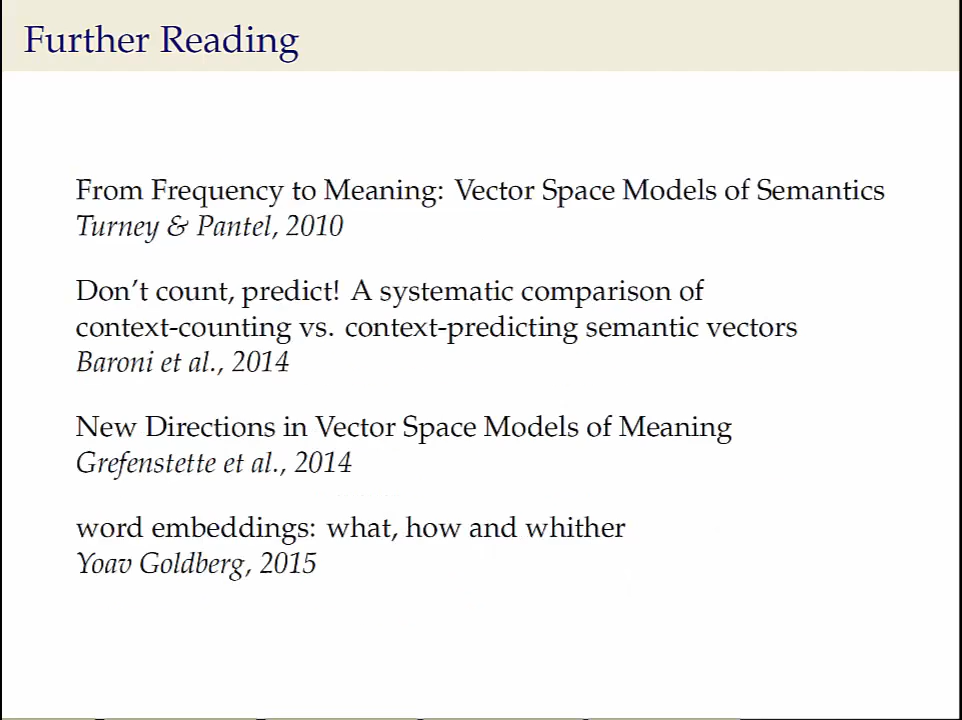 Further Reading
From Frequency to Meaning: Vector Space Models of Semantics
Turney & Pantel, 2010
Don't count, predict! A systematic comparison of
context-counting vs. context-predicting semantic vectors
Baroni et al., 2014
New Directions in Vector Space Models of Meaning
Grefenstette et al., 2014
word embeddings: what, how and whither
Yoav Goldberg, 2015